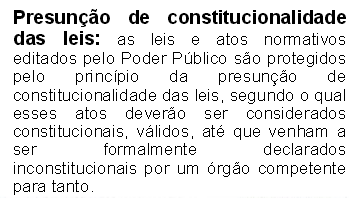 Presunção de constitucionalidade
das leis: as leis e atos normativos
editados pelo Poder Público são protegidos
pelo princípio da presunção de
constitucionalidade das leis, segundo o qual
esses atos deverão ser considerados
constitucionais, válidos, até que venham a
ser formalmente declarados
inconstitucionais por um órgão competente
para tanto.